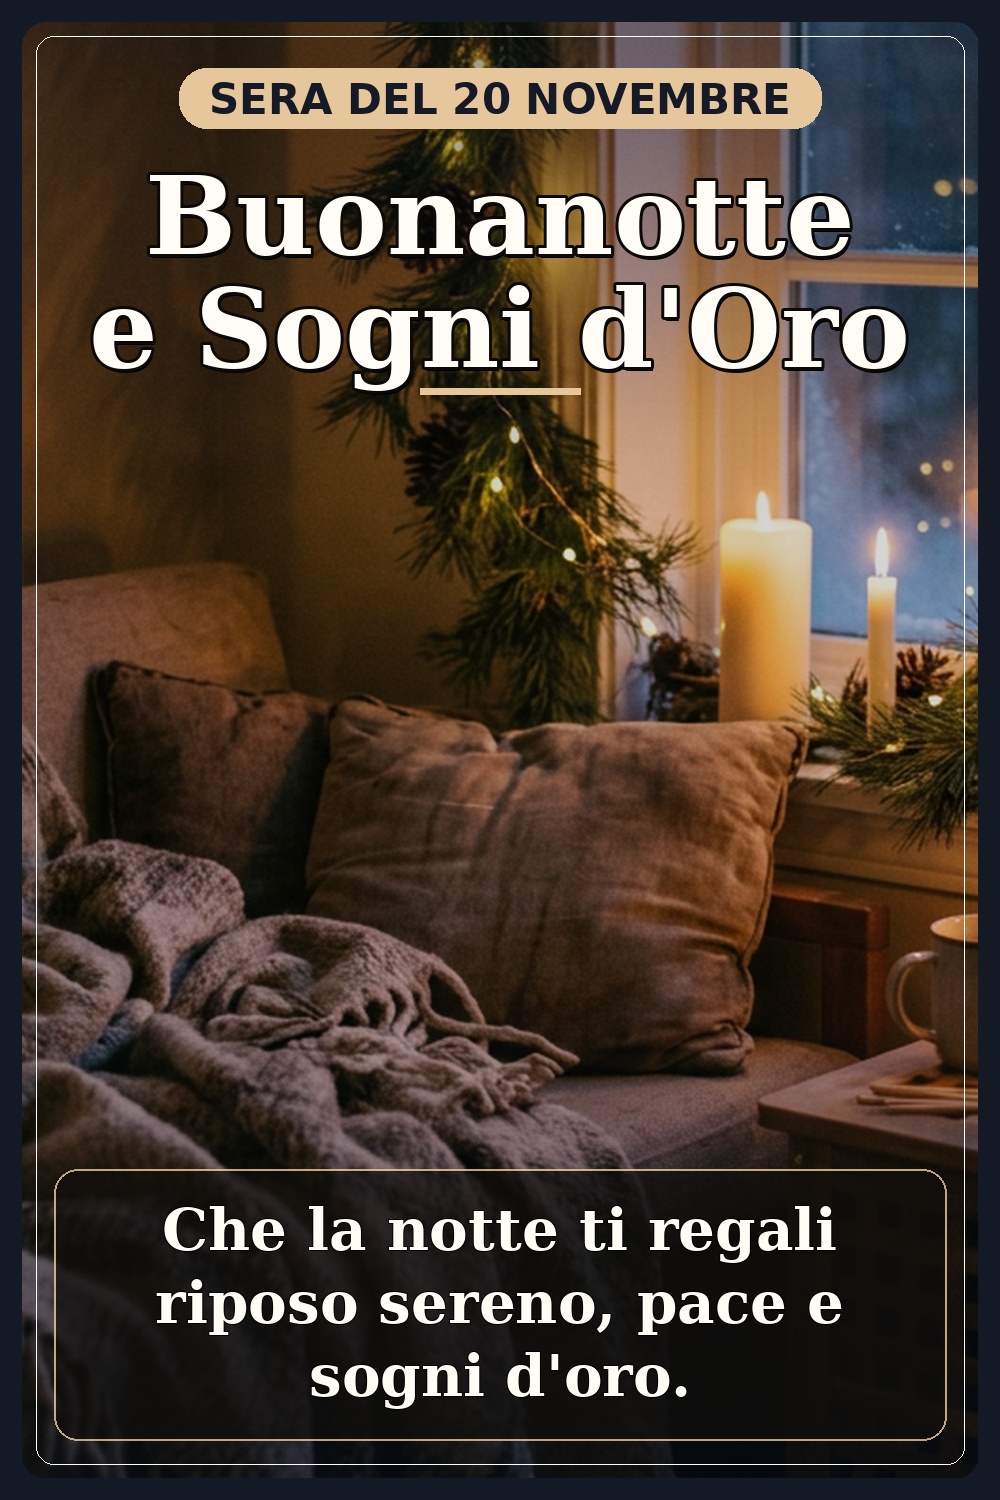 SERA DEL 20 NOVEMBRE
Buonanotte
e Sogni d'Oro
Che la notte ti regali
riposo sereno, pace e
sogni d'oro.